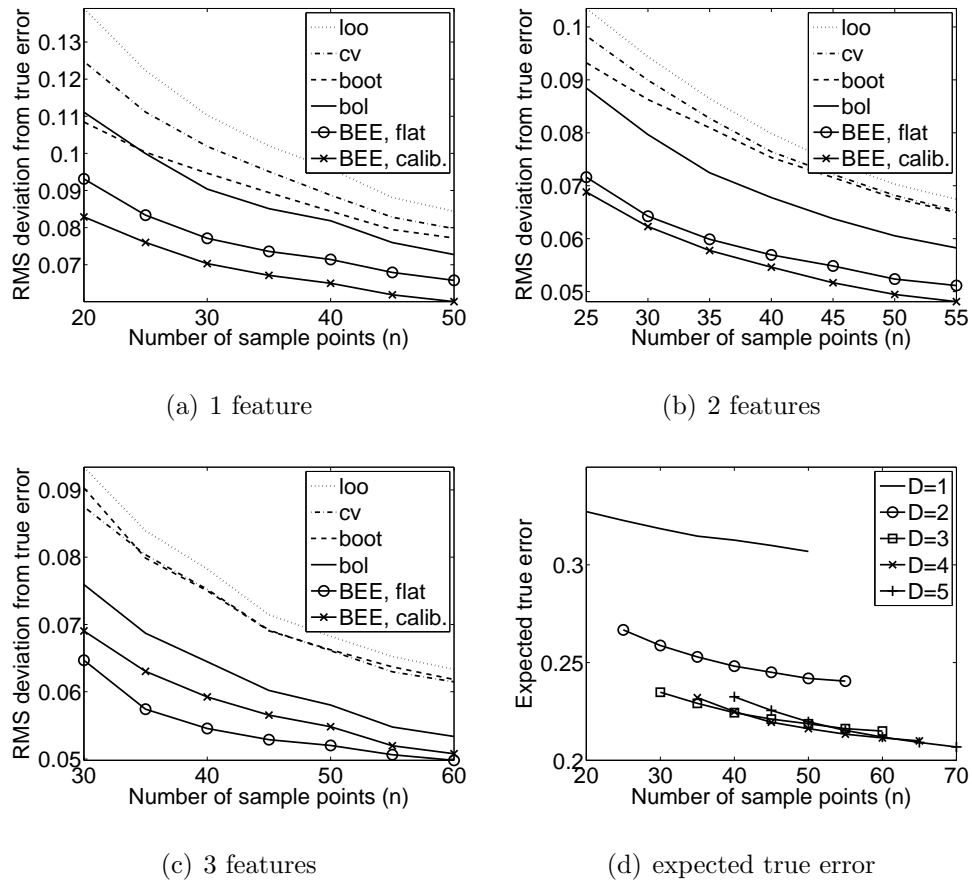 RMS deviation from true error
0.13
0.12
0.11
0.1
0.09
0.08
0.07
20
30
40
50
Number of sample points (n)
loo
cv
boot
bol
BEE, flat
BEE, calib.
(a) 1 feature
RMS deviation from true error
0.1
0.09
0.08
0.07
0.06
0.05
25
30
35
40
45
50
55
Number of sample points (n)
loo
cv
boot
bol
BEE, flat
BEE, calib.
(b) 2 features
RMS deviation from true error
0.09
0.08
0.07
0.06
0.05
30
40
50
60
Number of sample points (n)
loo
cv
boot
bol
BEE, flat
BEE, calib.
(c) 3 features
Expected true error
0.3
0.25
0.2
20
30
40
50
60
70
Number of sample points (n)
D=1
D=2
D=3
D=4
D=5
(d) expected true error